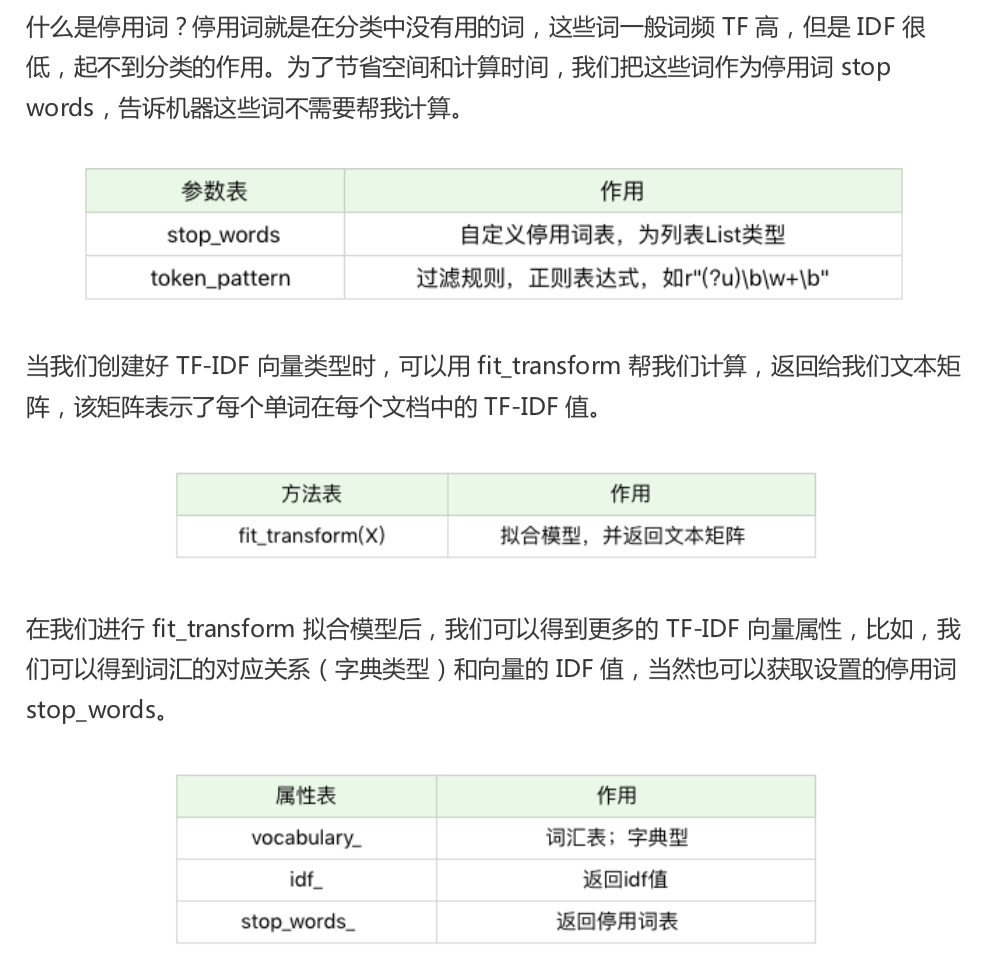 什么是停用词？停用词就是在分类中没有用的词，这些词一般词频 TF 高，但是 IDF 很
低，起不到分类的作用。为了节省空间和计算时间，我们把这些词作为停用词 stop
words，告诉机器这些词不需要帮我计算。
参数表 作用
stop_words 自定义停用词表，为列表List类型
token_pattern 过滤规则，正则表达式，如r"(?u)\b\w+\b"
当我们创建好 TF-IDF 向量类型时，可以用 fit_transform 帮我们计算，返回给我们文本矩
阵，该矩阵表示了每个单词在每个文档中的 TF-IDF 值。
方法表 作用
fit_transform(X) 拟合模型，并返回文本矩阵
在我们进行 fit_transform 拟合模型后，我们可以得到更多的 TF-IDF 向量属性，比如，我
们可以得到词汇的对应关系（字典类型）和向量的 IDF 值，当然也可以获取设置的停用词
stop_words。
属性表 作用
vocabulary_ 词汇表；字典型
idf_ 返回idf值
stop_words_ 返回停用词表